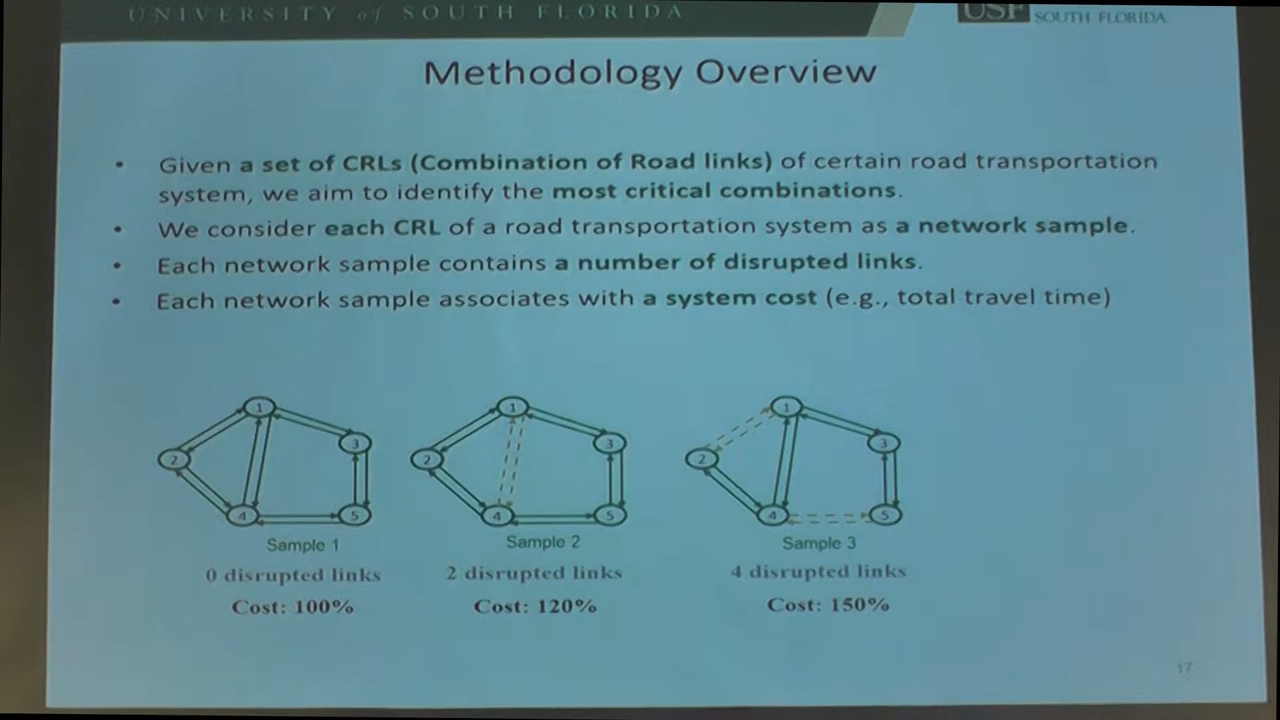 UNIVERSITY of SOUTH FLORIDA
USF SOUTH FLORIDA
Methodology Overview
• Given a set of CRLs (Combination of Road links) of certain road transportation
system, we aim to identify the most critical combinations.
• We consider each CRL of a road transportation system as a network sample.
• Each network sample contains a number of disrupted links.
• Each network sample associates with a system cost (e.g., total travel time)
1
2
3
4
5
Sample 1
0 disrupted links
Cost: 100%
1
2
3
4
5
Sample 2
2 disrupted links
Cost: 120%
1
2
3
4
5
Sample 3
4 disrupted links
Cost: 150%
17